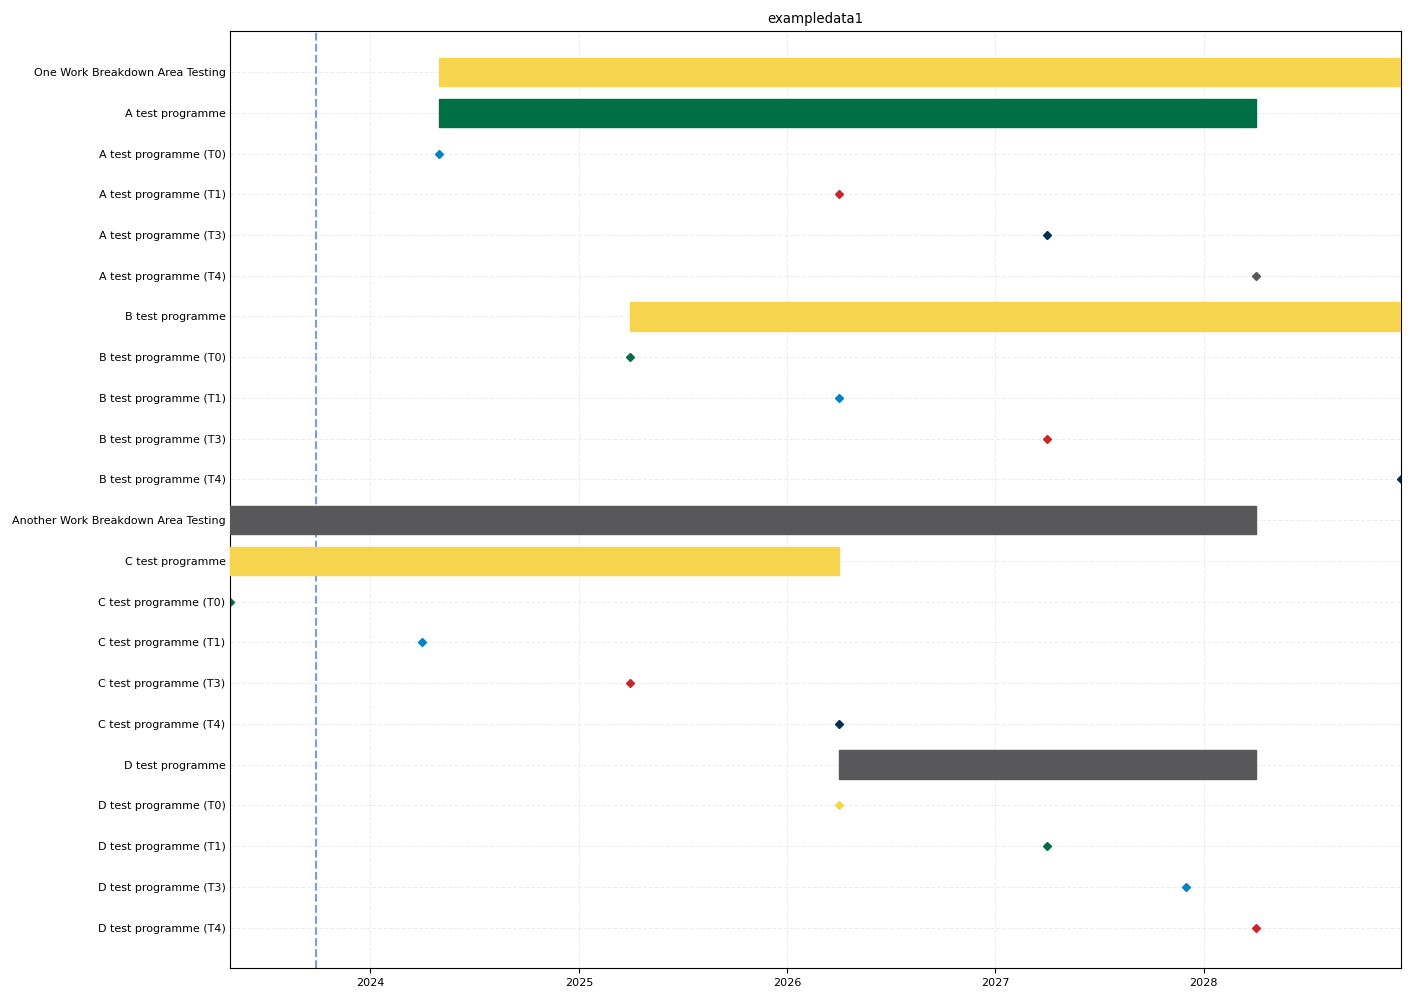 exampledata1
One Work Breakdown Area Testing
A test programme
A test programme (T0)
A test programme (T1)
A test programme (T3)
A test programme (T4)
B test programme
B test programme (T0)
B test programme (T1)
B test programme (T3)
B test programme (T4)
Another Work Breakdown Area Testing
C test programme
C test programme (T0)
C test programme (T1)
C test programme (T3)
C test programme (T4)
D test programme
D test programme (T0)
D test programme (T1)
D test programme (T3)
D test programme (T4)
2024 2025 2026 2027 2028